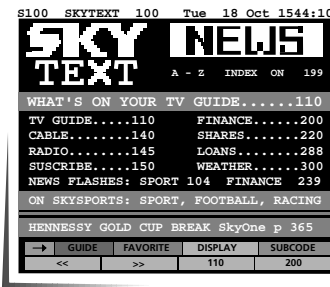 S100 SKYTEXT 100 Tue 18 Oct 1544:10
SKY NEWS
TEXT A - Z INDEX ON 199
WHAT'S ON YOUR TV GUIDE......110
TV GUIDE.....110 FINANCE......200
CABLE........140 SHARES.......220
RADIO........145 LOANS........288
SUSCRIBE.....150 WEATHER......300
NEWS FLASHES: SPORT 104 FINANCE 239
ON SKYSPORTS: SPORT, FOOTBALL, RACING
HENNESSY GOLD CUP BREAK SkyOne p 365
→ GUIDE FAVORITE DISPLAY SUBCODE
<< >> 110 200